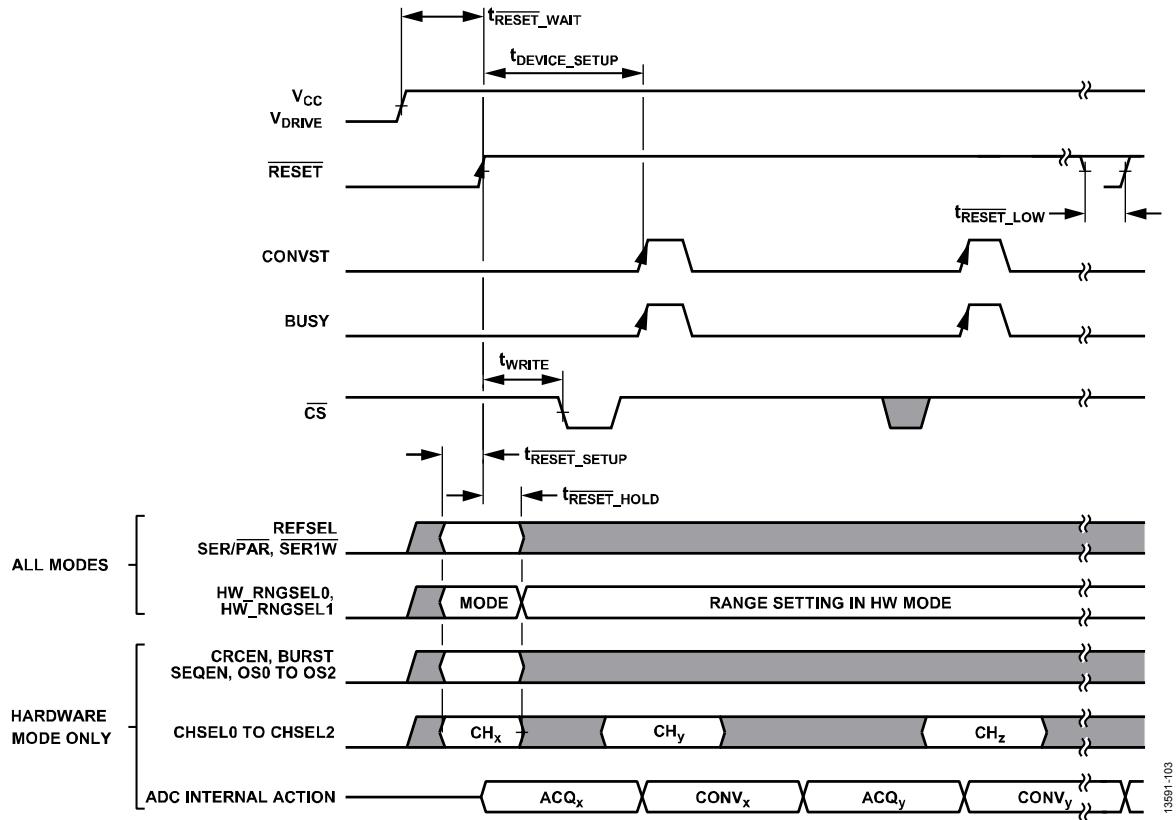 tRESET_WAIT
tDEVICE_SETUP
VCC
VDRIVE
RESET
tRESET_LOW
CONVST
BUSY
tWRITE
CS
tRESET_SETUP
tRESET_HOLD
ALL MODES
REFSEL
SER/PAR, SER1W
HW_RNGSEL0,
HW_RNGSEL1
MODE
RANGE SETTING IN HW MODE
HARDWARE
MODE ONLY
CRCEN, BURST
SEQEN, OS0 TO OS2
CHSEL0 TO CHSEL2
CHx
CHy
CHz
ADC INTERNAL ACTION
ACQx
CONVx
ACQy
CONVy
13591-103